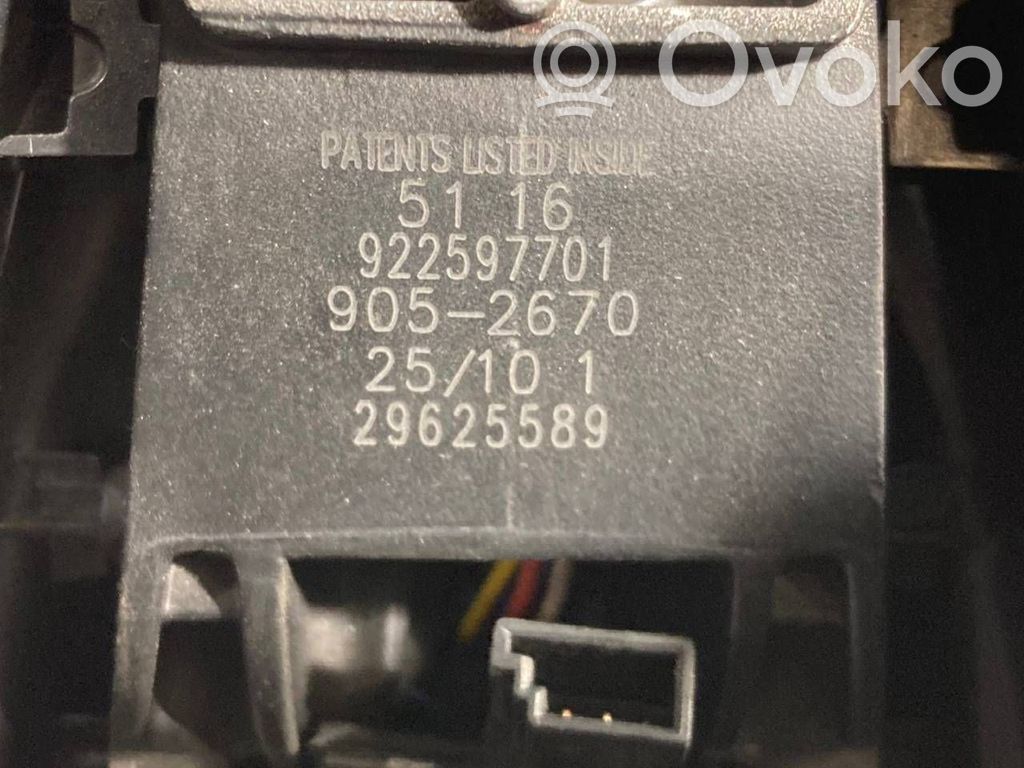 Ovoko
PATENTS LISTED INSIDE
51 16
922597701
905-2670
25/10 1
29625589